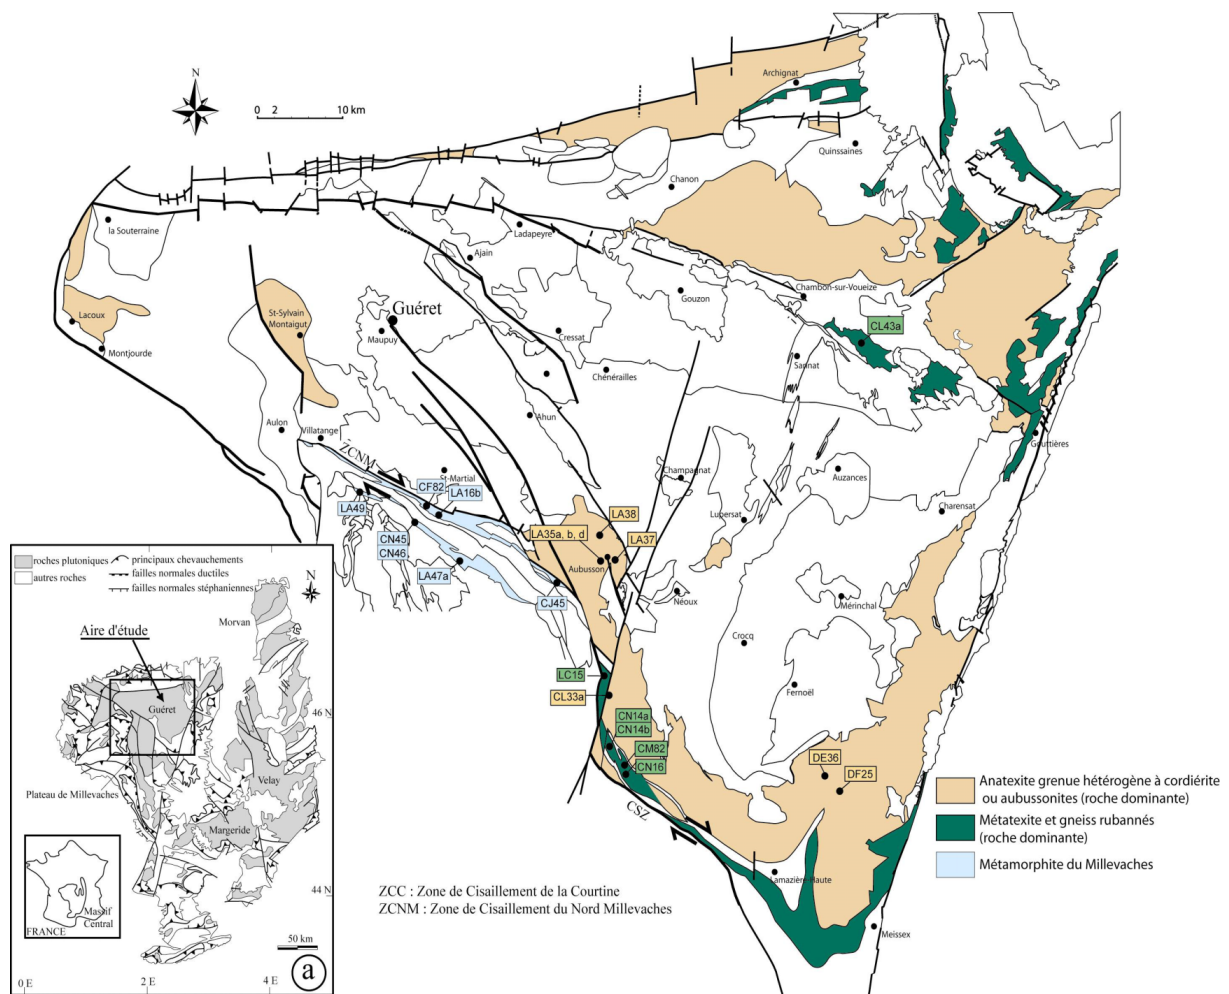 N
0 2 10 km
Archignat
Quinssaines
Chanon
la Souterraine
Ladapeyre
Ajain
Gouzon
Chambon-sur-Voueize
CL43a
St-Sylvain
Montaigut
Guéret
Maupuy
Lacoux
Montjourde
Cressat
Chénérailles
Sannat
Ahun
Aulon
Villatange
Gouttières
ZCNM
St-Martial
Champagnat
Auzances
CF82
LA16b
LA49
LA38
Lupersat
Charensat
CN45
CN46
LA35a, b, d
LA37
Aubusson
LA47a
CJ45
Néoux
Mérinchal
Crocq
LC15
CL33a
Fernoël
CN14a
CN14b
CM82
CN16
DE36
DF25
CSZ
Lamazière-Haute
Meissex
Anatexite grenue hétérogène à cordiérite
ou aubussonites (roche dominante)
Métatexite et gneiss rubannés
(roche dominante)
Métamorphite du Millevaches
ZCC : Zone de Cisaillement de la Courtine
ZCNM : Zone de Cisaillement du Nord Millevaches
roches plutoniques
autres roches
principaux chevauchements
failles normales ductiles
failles normales stéphaniennes
N
Morvan
Aire d'étude
Guéret
46 N
Plateau de Millevaches
Velay
Margeride
44 N
Massif
Central
FRANCE
50 km
a
0 E
2 E
4 E